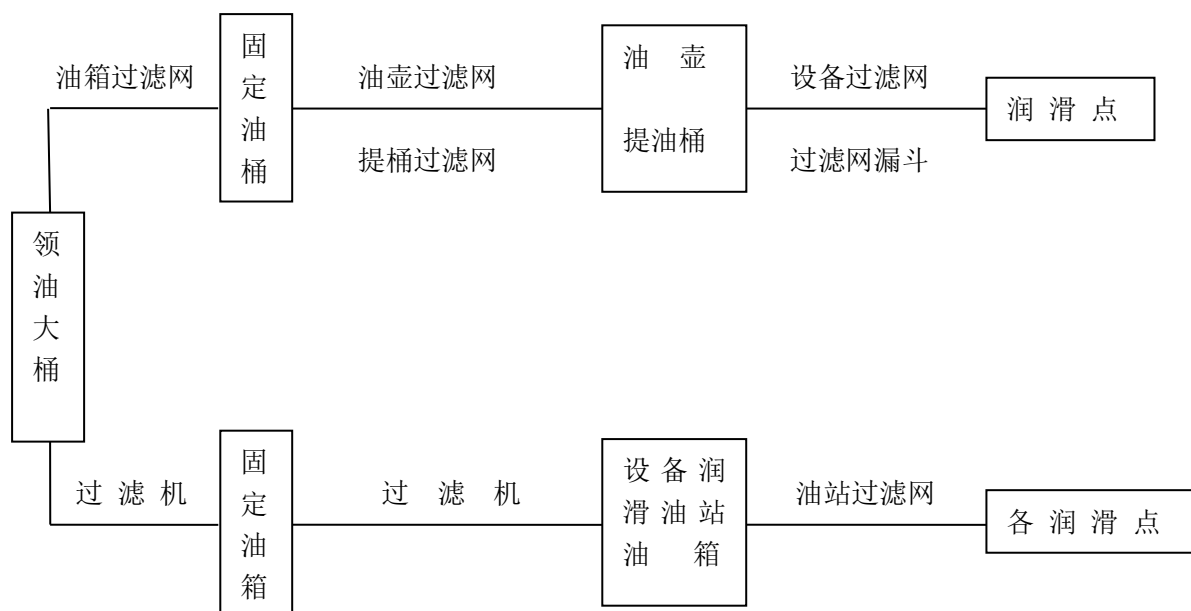 油箱过滤网
固定油桶
油壶过滤网
提桶过滤网
油 壶
提油桶
设备过滤网
过滤网漏斗
润 滑 点
领油大桶
过 滤 机
固定油箱
过 滤 机
设 备 润
滑 油 站
油 箱
油站过滤网
各 润 滑 点